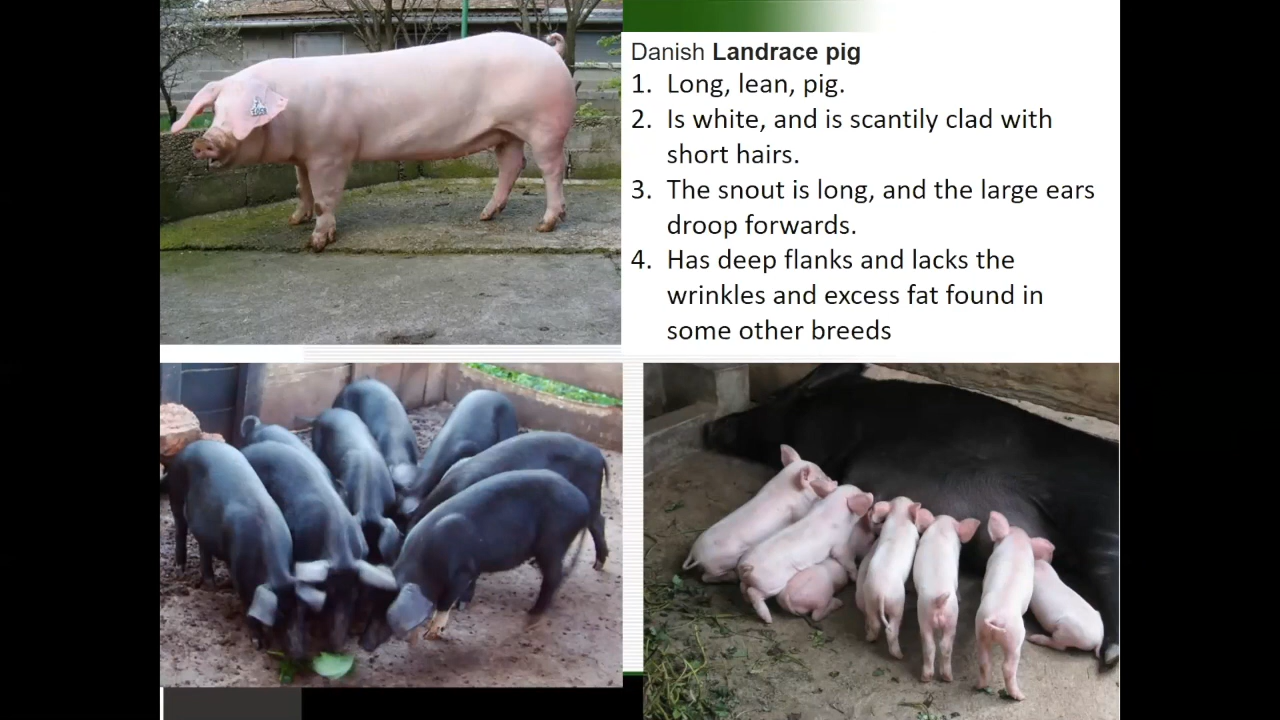 Danish Landrace pig
1. Long, lean, pig.
2. Is white, and is scantily clad with
short hairs.
3. The snout is long, and the large ears
droop forwards.
4. Has deep flanks and lacks the
wrinkles and excess fat found in
some other breeds